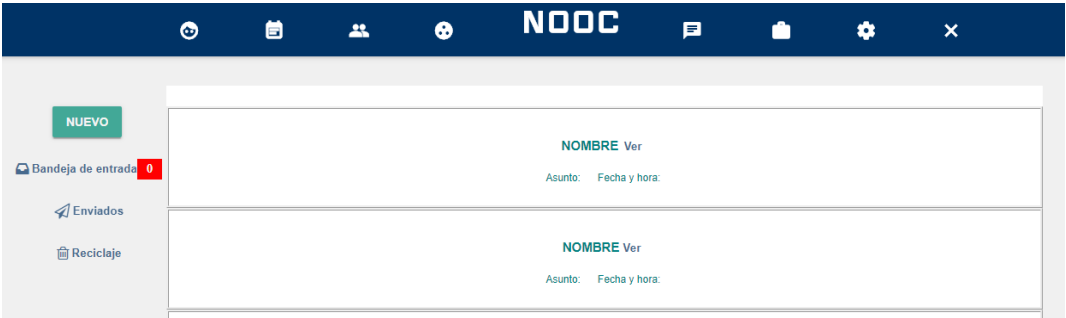 NOOC
NUEVO
Bandeja de entrada 0
Enviados
Reciclaje
NOMBRE Ver
Asunto: Fecha y hora:
NOMBRE Ver
Asunto: Fecha y hora: